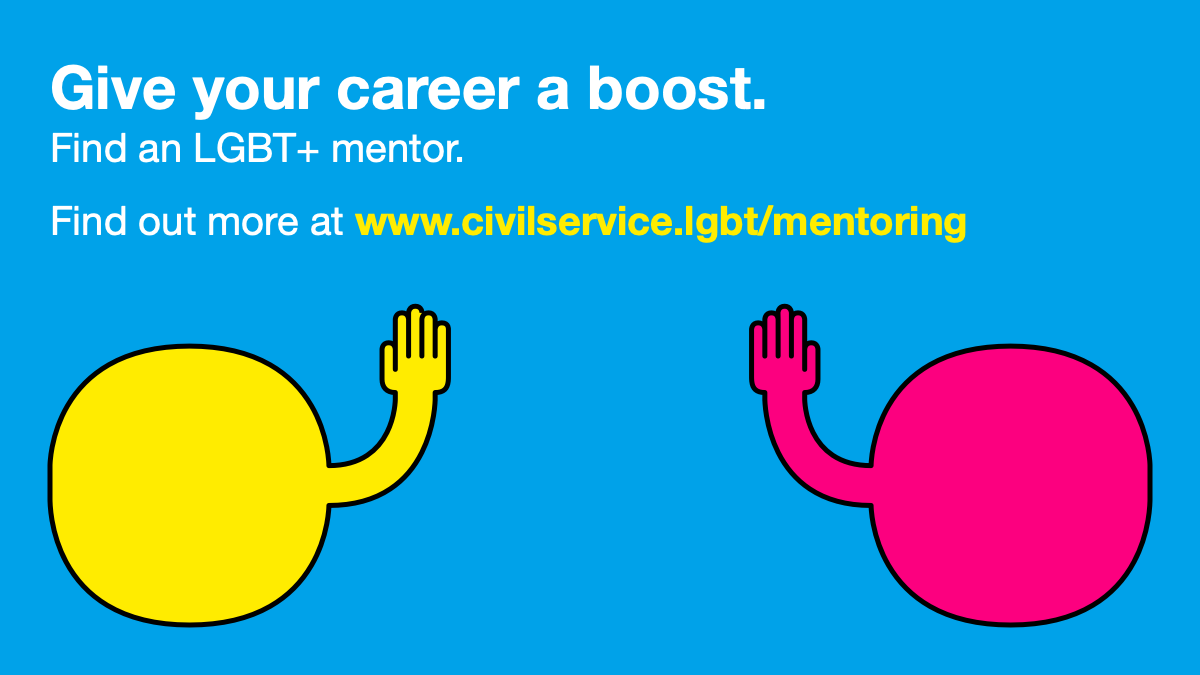 Give your career a boost.
Find an LGBT+ mentor.
Find out more at www.civilservice.lgbt/mentoring